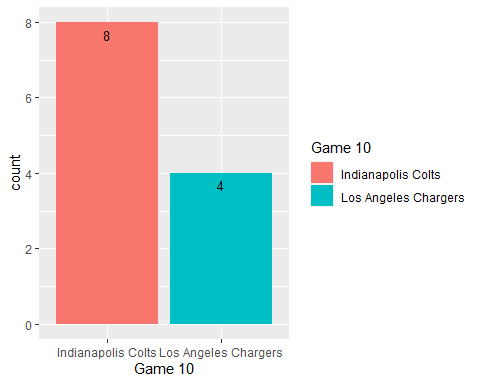 8
6
4
2
0
count
8
4
Indianapolis Colts Los Angeles Chargers
Game 10
Game 10
Indianapolis Colts
Los Angeles Chargers